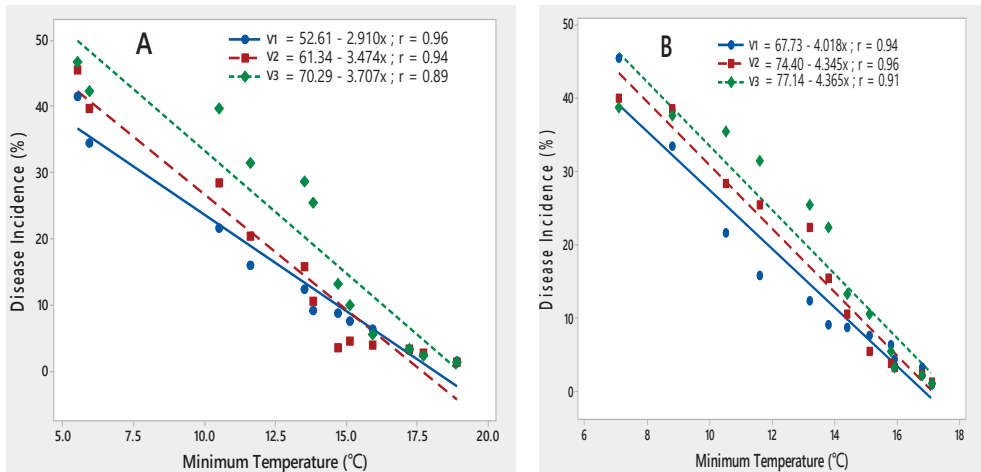 A
V1 = 52.61 - 2.910x ; r = 0.96
V2 = 61.34 - 3.474x ; r = 0.94
V3 = 70.29 - 3.707x ; r = 0.89
50
40
30
20
10
0
Disease Incidence (%)
5.0 7.5 10.0 12.5 15.0 17.5 20.0
Minimum Temperature (°C)
B
V1 = 67.73 - 4.018x ; r = 0.94
V2 = 74.40 - 4.345x ; r = 0.96
V3 = 77.14 - 4.365x ; r = 0.91
50
40
30
20
10
0
Disease Incidence (%)
6 8 10 12 14 16 18
Minimum Temperature (°C)